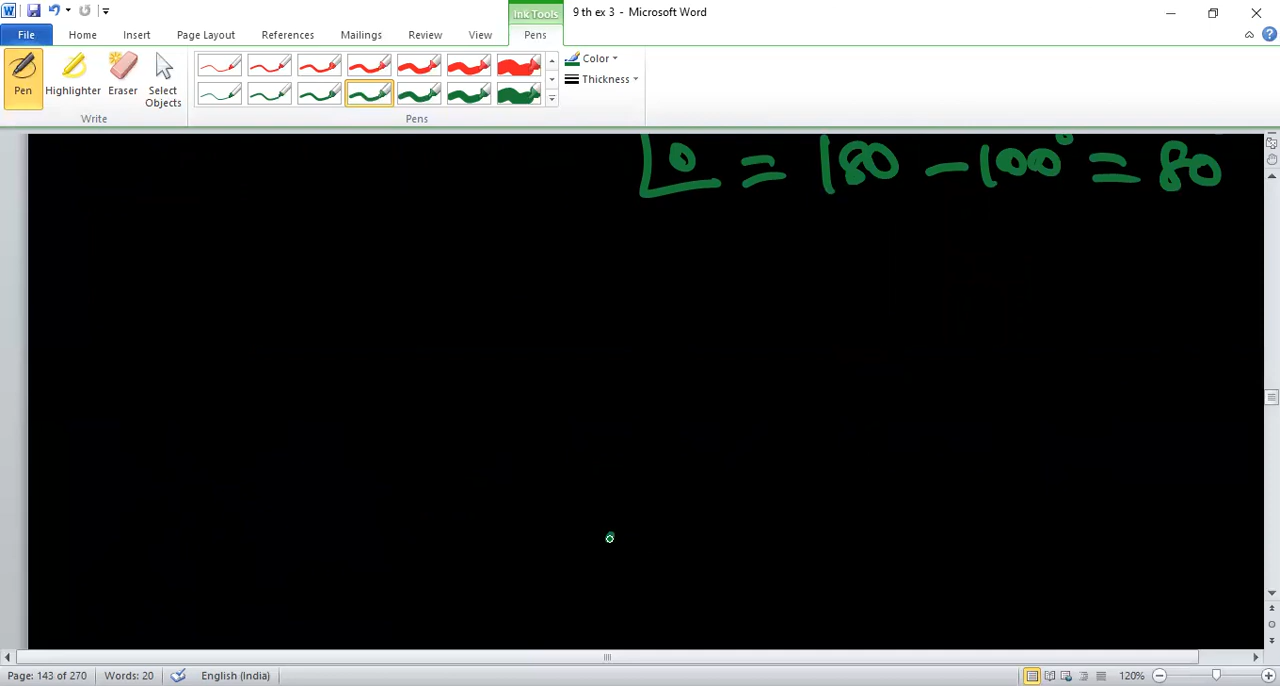 Ink Tools
9 th ex 3 - Microsoft Word
File Home Insert Page Layout References Mailings Review View Pens
Pen Highlighter Eraser Select Objects
Color
Thickness
Write Pens
∠0 = 180 - 100° = 80
Page: 143 of 270 Words: 20 English (India) 120%